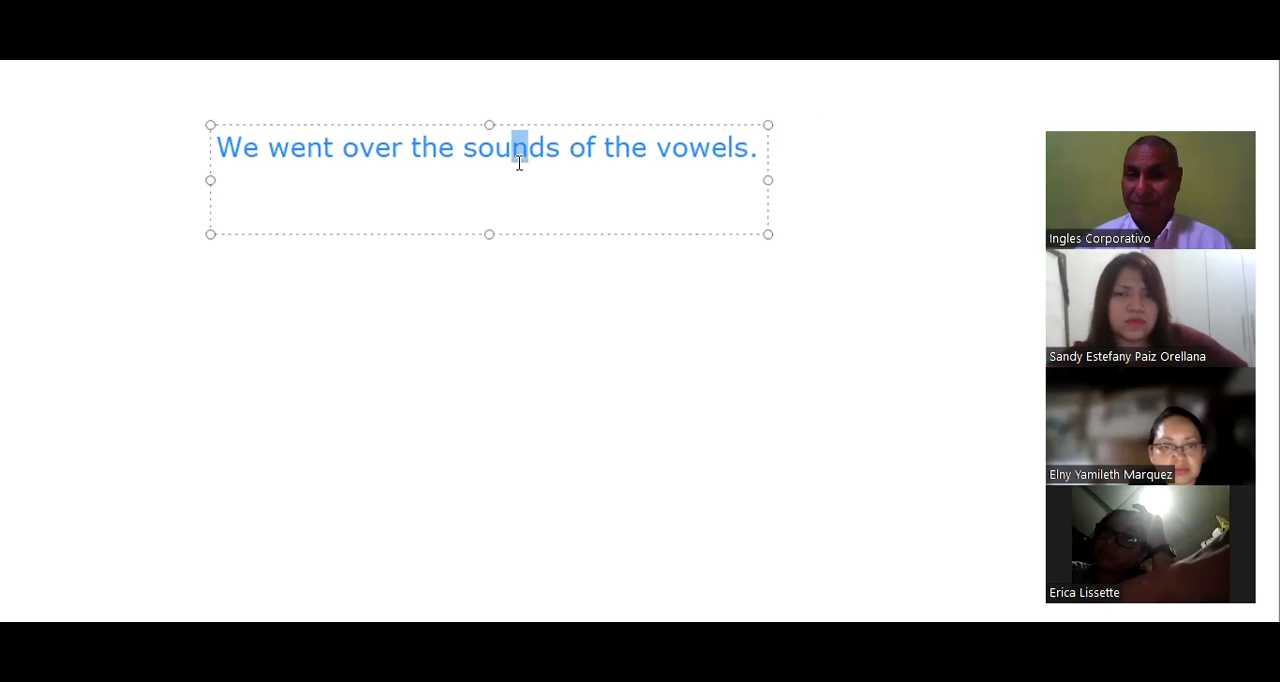 We went over the sounds of the vowels.
Ingles Corporativo
Sandy Estefany Paiz Orellana
Elny Yamileth Marquez
Erica Lissette